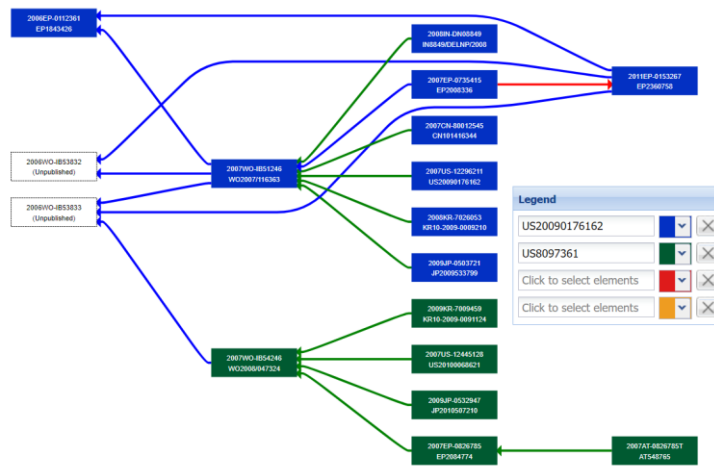 2006EP-0112361
EP1843426
2008IN-DN08849
IN8849/DELNP/2008
2007EP-0735415
EP2008336
2011EP-0153267
EP2360758
2007CN-80012545
CN101416344
2006WO-IB53832
(Unpublished)
2007WO-IB51246
WO2007/116363
2007US-12296211
US20090176162
2006WO-IB53833
(Unpublished)
2008KR-7026053
KR10-2009-0009210
2009JP-0503721
JP2009533799
Legend
US20090176162
US8097361
Click to select elements
Click to select elements
2009KR-7009459
KR10-2009-0091124
2007WO-IB54246
WO2008/047324
2007US-12445128
US20100068621
2009JP-0532947
JP2010507210
2007EP-0826785
EP2084774
2007AT-0826785T
AT548765